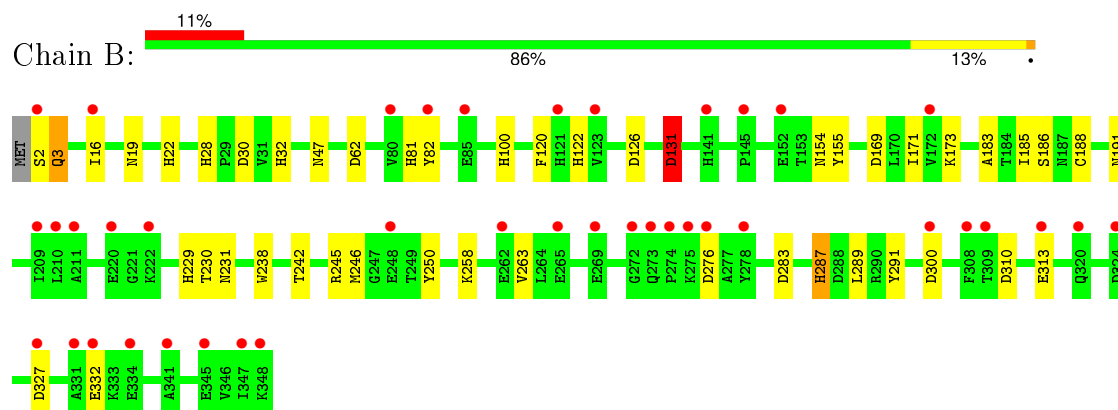 11%
Chain B:
86% 13% •
MET S2 Q3 I16 N19 H22 H28 P29 D30 V31 H32 N47 D62 V80 H81 Y82 E85 H100 F120 H121 H122 V123 D126 D131 H141 P145 E152 T153 N154 Y155 D169 L170 I171 V172 K173 A183 T184 I185 S186 N187 C188 N191
I209 L210 A211 E220 G221 K222 H229 T230 N231 W238 T242 R245 M246 G247 E248 T249 Y250 K258 E262 V263 L264 E265 E269 G272 Q273 P274 K275 D276 A277 Y278 D283 H287 D288 L289 R290 Y291 D300 F308 T309 D310 E313 Q320
D327 A331 E332 K333 E334 A341 E345 V346 I347 K348